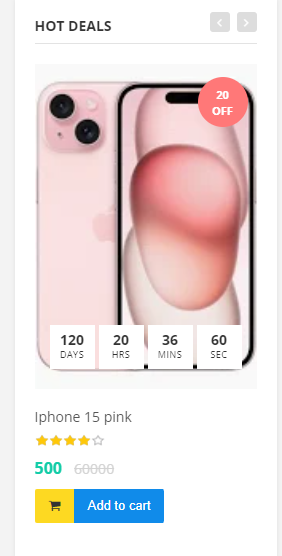 HOT DEALS
20
OFF
120 20 36 60
DAYS HRS MINS SEC
Iphone 15 pink
500 60000
Add to cart